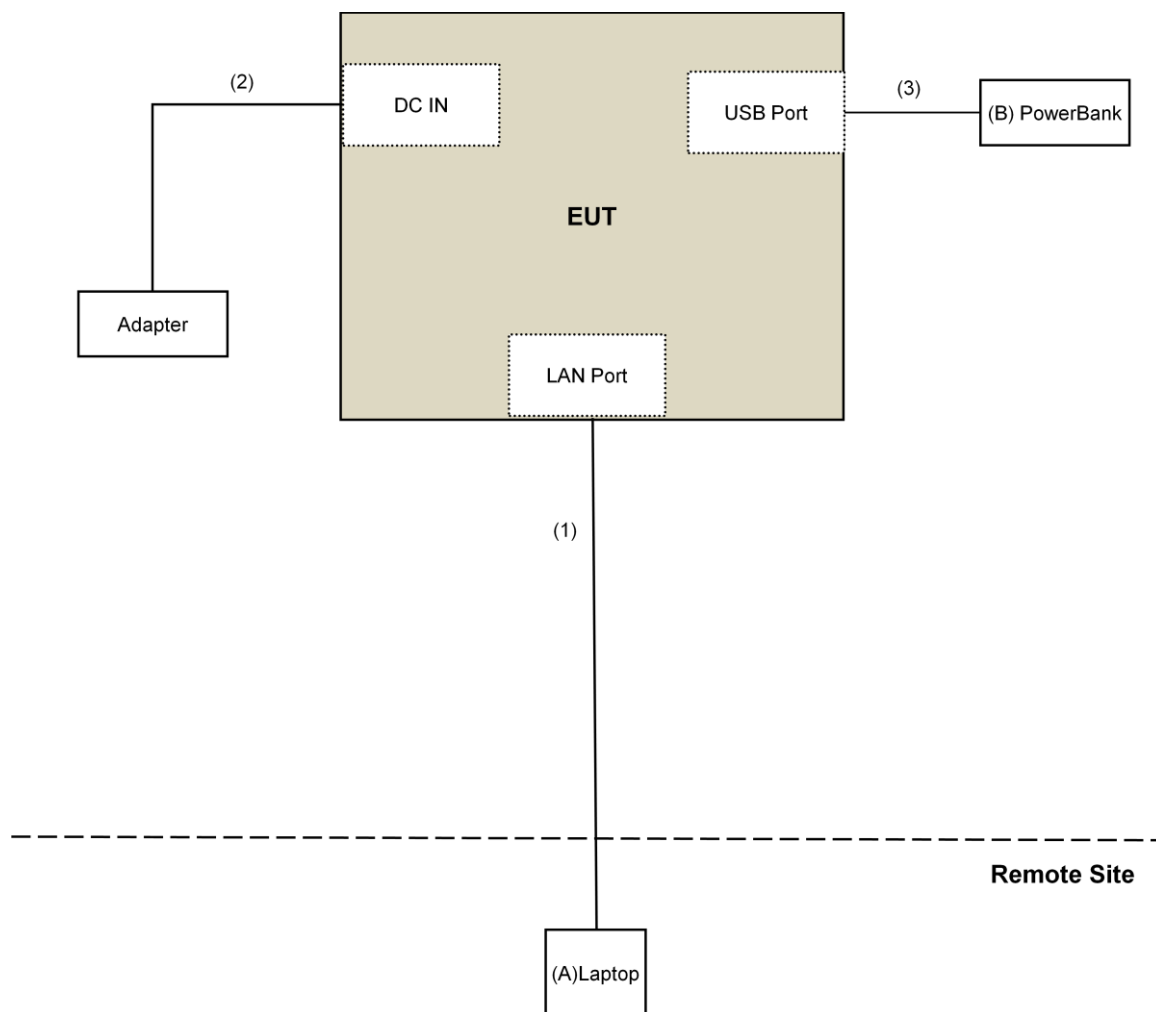 (2)
DC IN
USB Port
(3)
(B) PowerBank
EUT
Adapter
LAN Port
(1)
Remote Site
(A)Laptop